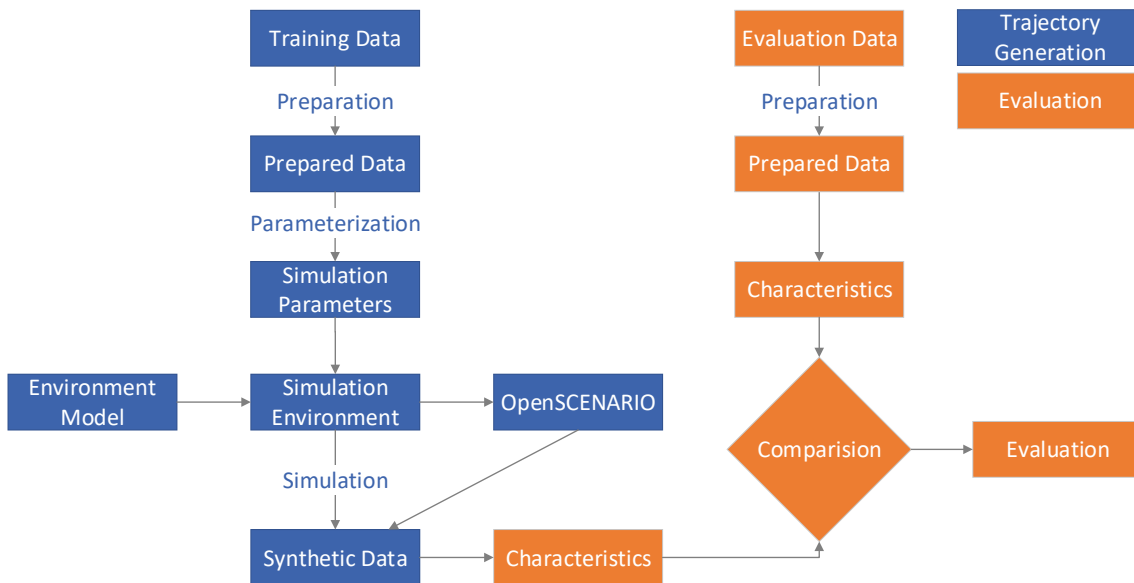 Training Data
Evaluation Data
Trajectory
Generation
Evaluation
Preparation
Preparation
Prepared Data
Prepared Data
Parameterization
Simulation
Parameters
Characteristics
Environment
Model
Simulation
Environment
OpenSCENARIO
Comparision
Evaluation
Simulation
Synthetic Data
Characteristics